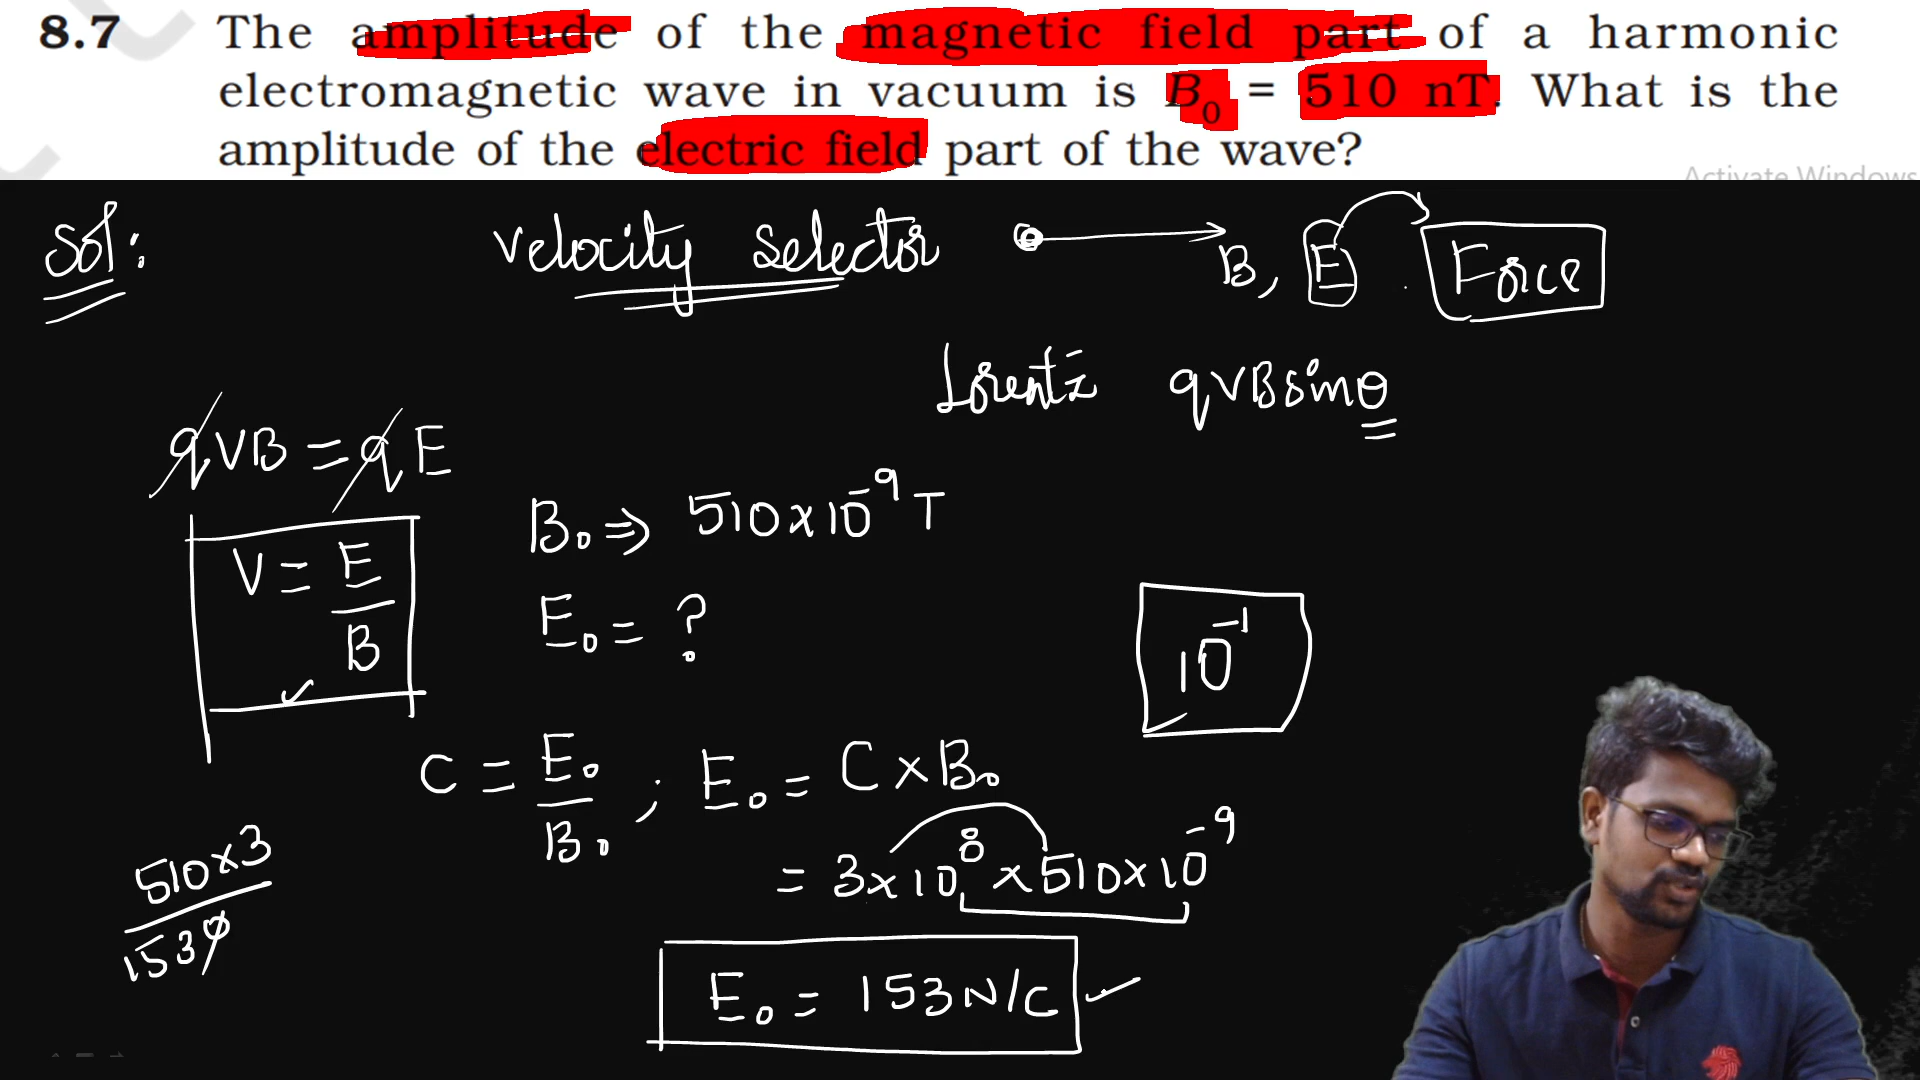 8.7 The amplitude of the magnetic field part of a harmonic
electromagnetic wave in vacuum is B₀ = 510 nT. What is the
amplitude of the electric field part of the wave?
Activate Windows
Sol:
Velocity Selector e → B, E Force
Lorentz qVBsinθ
qVB = qE
V = E/B ✓
B₀ ⇒ 510×10⁻⁹ T
E₀ = ?
10⁻¹
C = E₀/B₀ ; E₀ = C×B₀
= 3×10⁸×510×10⁻⁹
510×3
1530
E₀ = 153 N/C ✓